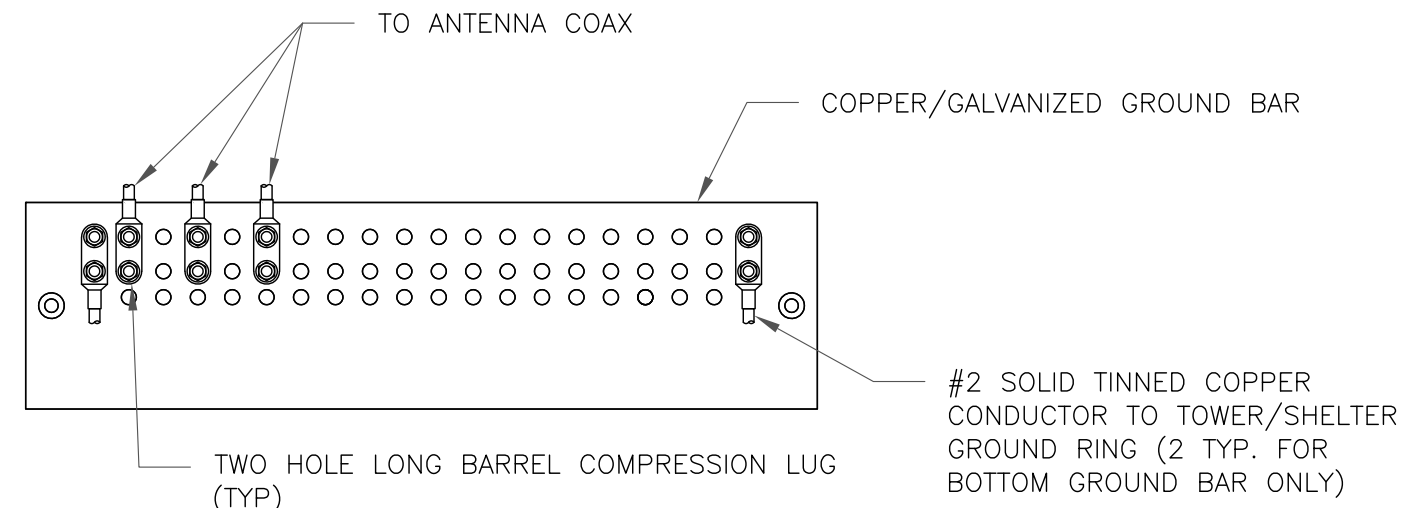 TO ANTENNA COAX
COPPER/GALVANIZED GROUND BAR
#2 SOLID TINNED COPPER
CONDUCTOR TO TOWER/SHELTER
GROUND RING (2 TYP. FOR
BOTTOM GROUND BAR ONLY)
TWO HOLE LONG BARREL COMPRESSION LUG
(TYP)